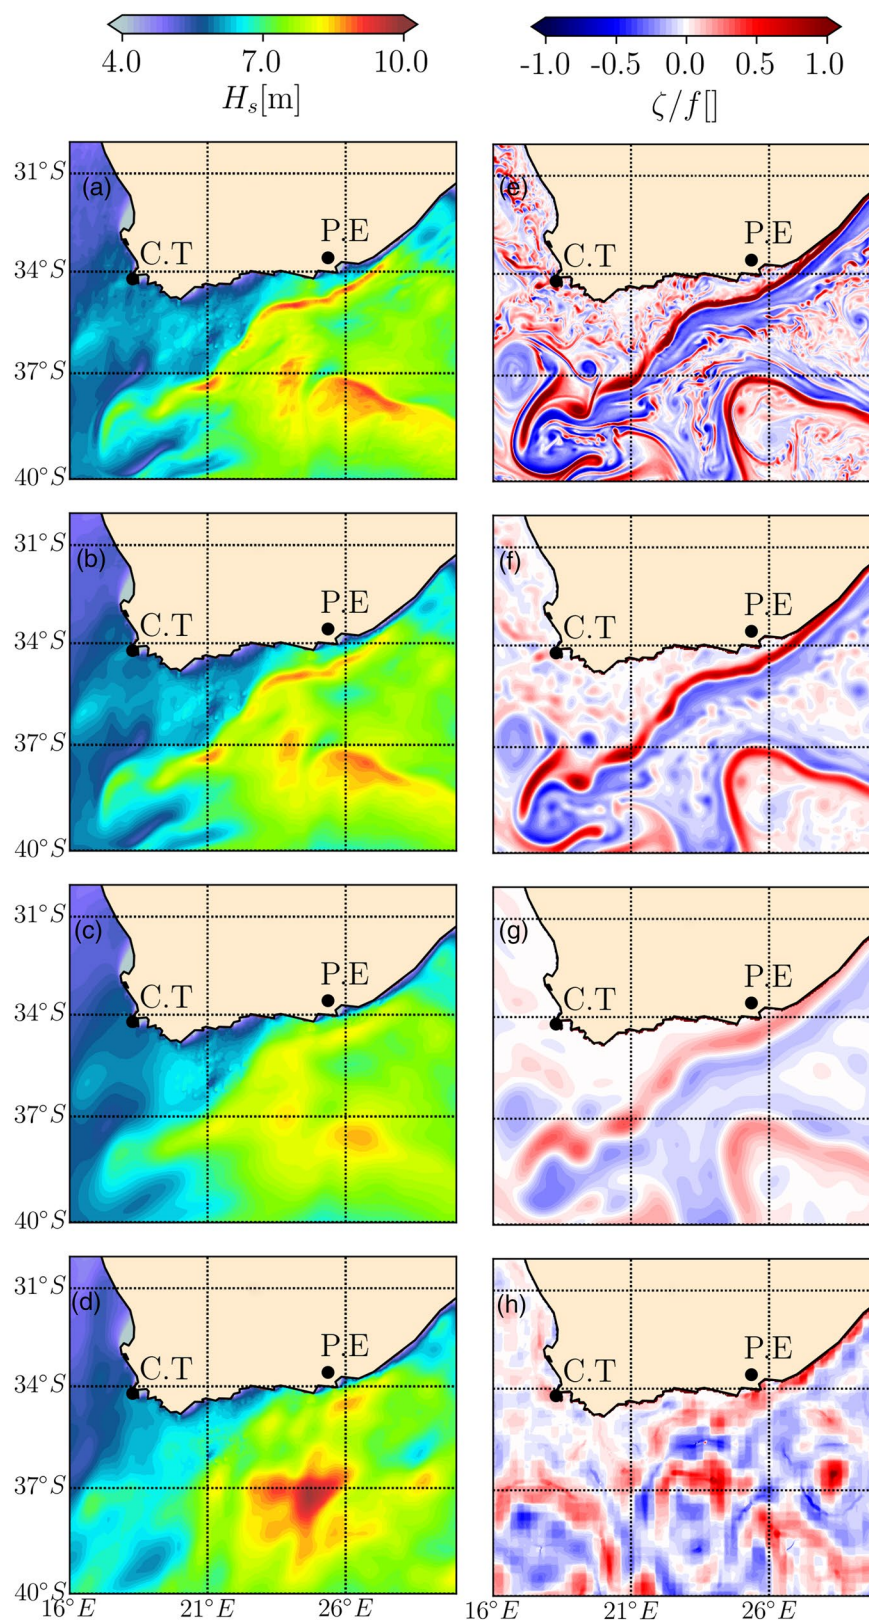 4.0 7.0 10.0 -1.0 -0.5 0.0 0.5 1.0
H_s[m] ζ/f[]
31°S (a) (e)
C.T P.E C.T P.E
34°S
37°S
40°S
31°S (b) (f)
C.T P.E C.T P.E
34°S
37°S
40°S
31°S (c) (g)
C.T P.E C.T P.E
34°S
37°S
40°S
31°S (d) (h)
C.T P.E C.T P.E
34°S
37°S
40°S
16°E 21°E 26°E 16°E 21°E 26°E